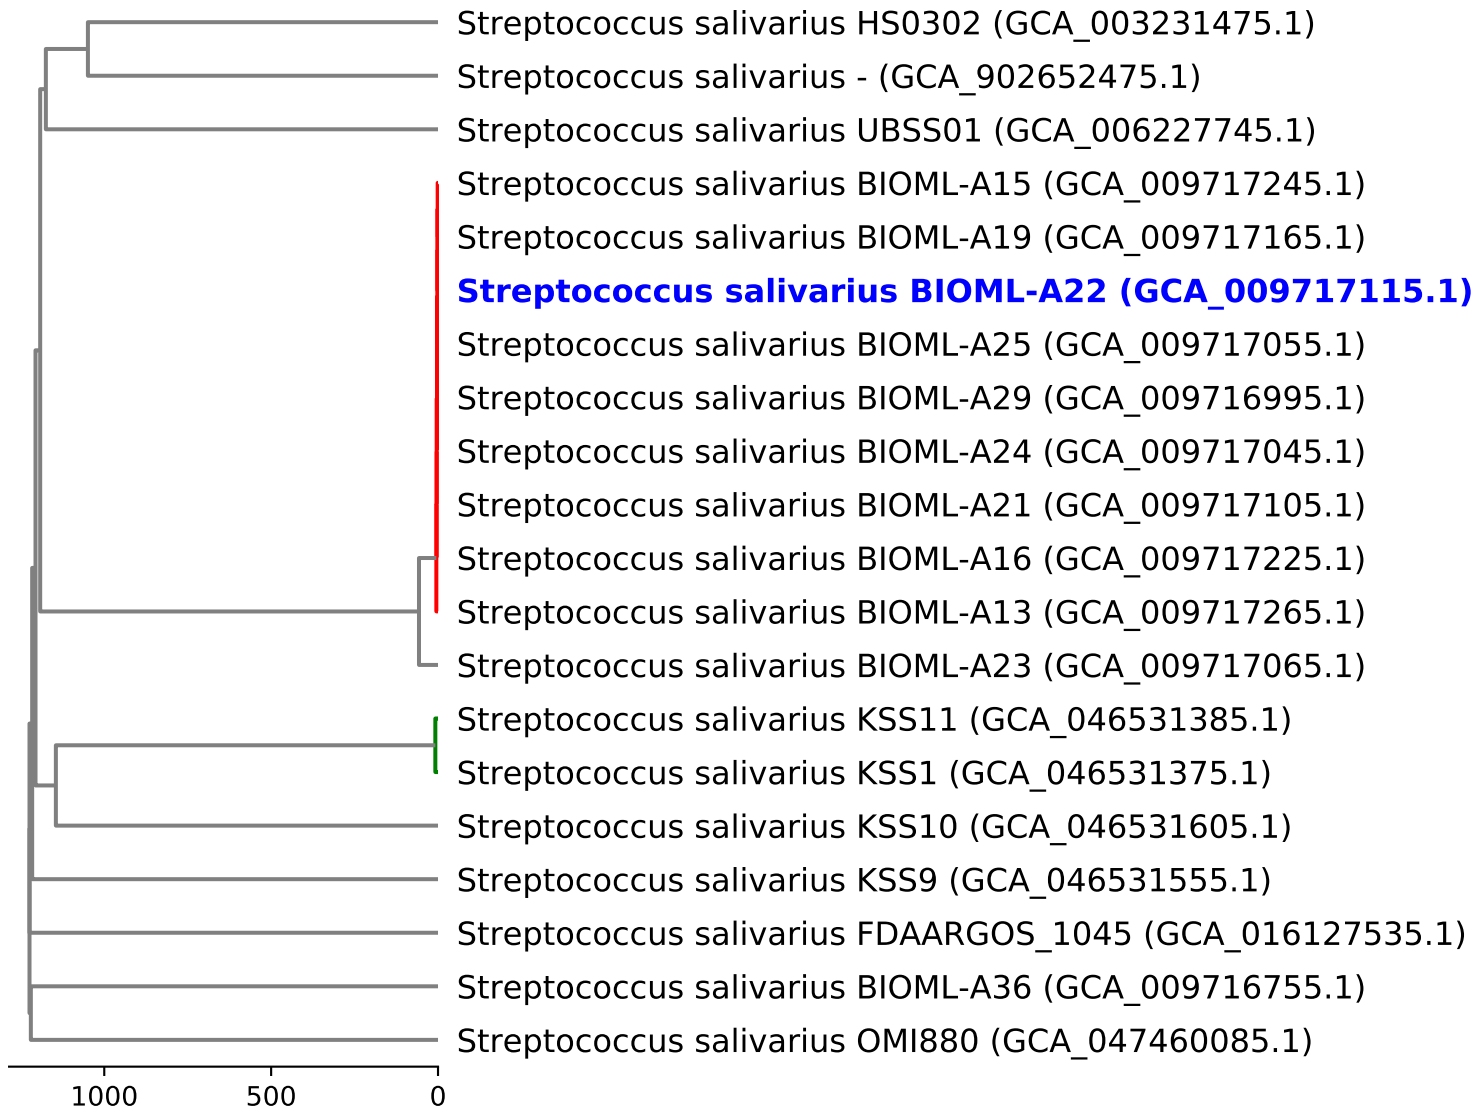 Streptococcus salivarius HS0302 (GCA_003231475.1)
Streptococcus salivarius - (GCA_902652475.1)
Streptococcus salivarius UBSS01 (GCA_006227745.1)
Streptococcus salivarius BIOML-A15 (GCA_009717245.1)
Streptococcus salivarius BIOML-A19 (GCA_009717165.1)
Streptococcus salivarius BIOML-A22 (GCA_009717115.1)
Streptococcus salivarius BIOML-A25 (GCA_009717055.1)
Streptococcus salivarius BIOML-A29 (GCA_009716995.1)
Streptococcus salivarius BIOML-A24 (GCA_009717045.1)
Streptococcus salivarius BIOML-A21 (GCA_009717105.1)
Streptococcus salivarius BIOML-A16 (GCA_009717225.1)
Streptococcus salivarius BIOML-A13 (GCA_009717265.1)
Streptococcus salivarius BIOML-A23 (GCA_009717065.1)
Streptococcus salivarius KSS11 (GCA_046531385.1)
Streptococcus salivarius KSS1 (GCA_046531375.1)
Streptococcus salivarius KSS10 (GCA_046531605.1)
Streptococcus salivarius KSS9 (GCA_046531555.1)
Streptococcus salivarius FDAARGOS_1045 (GCA_016127535.1)
Streptococcus salivarius BIOML-A36 (GCA_009716755.1)
Streptococcus salivarius OMI880 (GCA_047460085.1)
1000 500 0